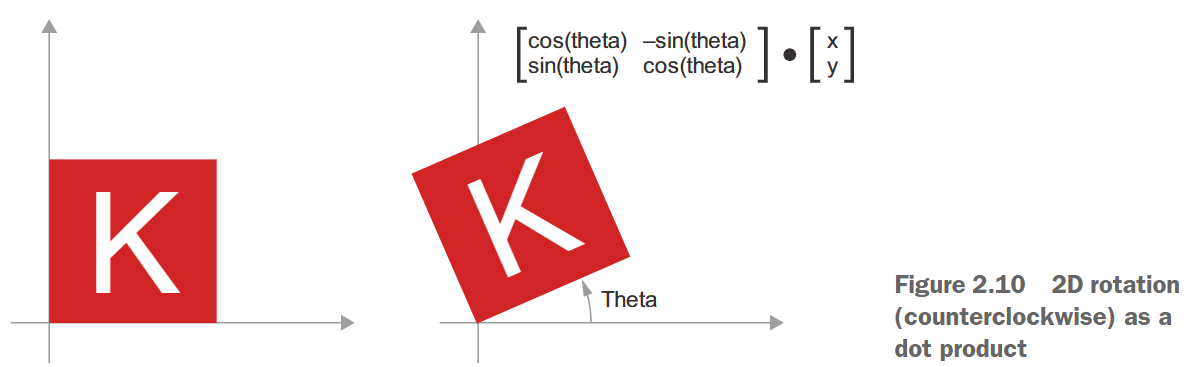 K
cos(theta) –sin(theta)
sin(theta) cos(theta)
•
x
y
K
Theta
Figure 2.10 2D rotation
(counterclockwise) as a
dot product